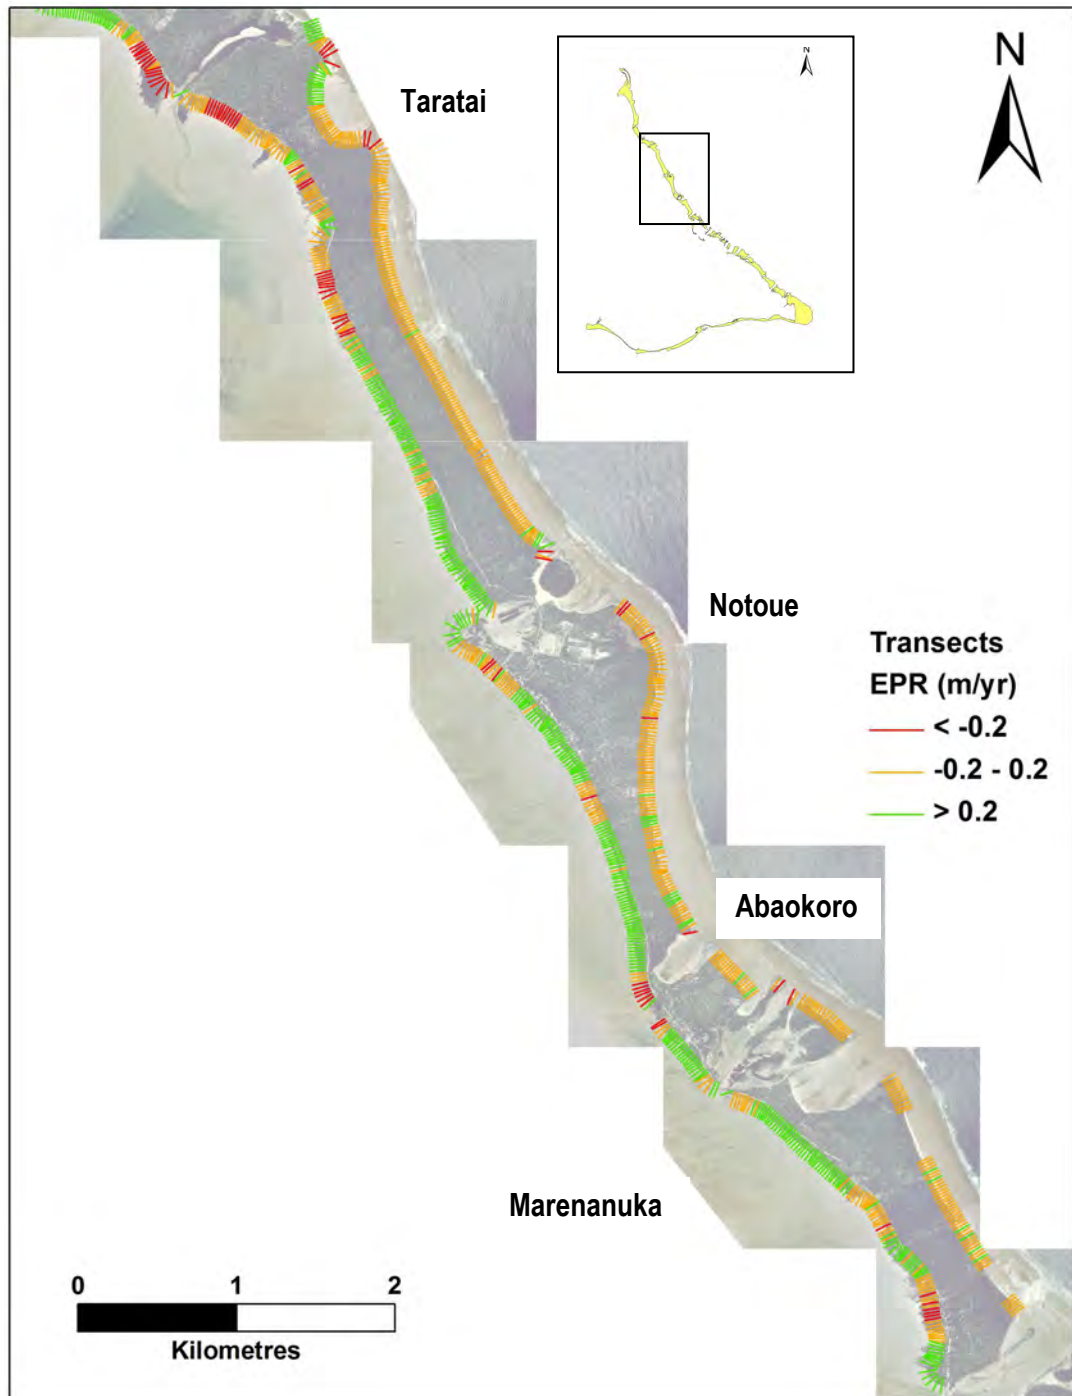 N
N
Taratai
Notoue
Transects
EPR (m/yr)
< -0.2
-0.2 - 0.2
> 0.2
Abaokoro
Marenanuka
0 1 2
Kilometres